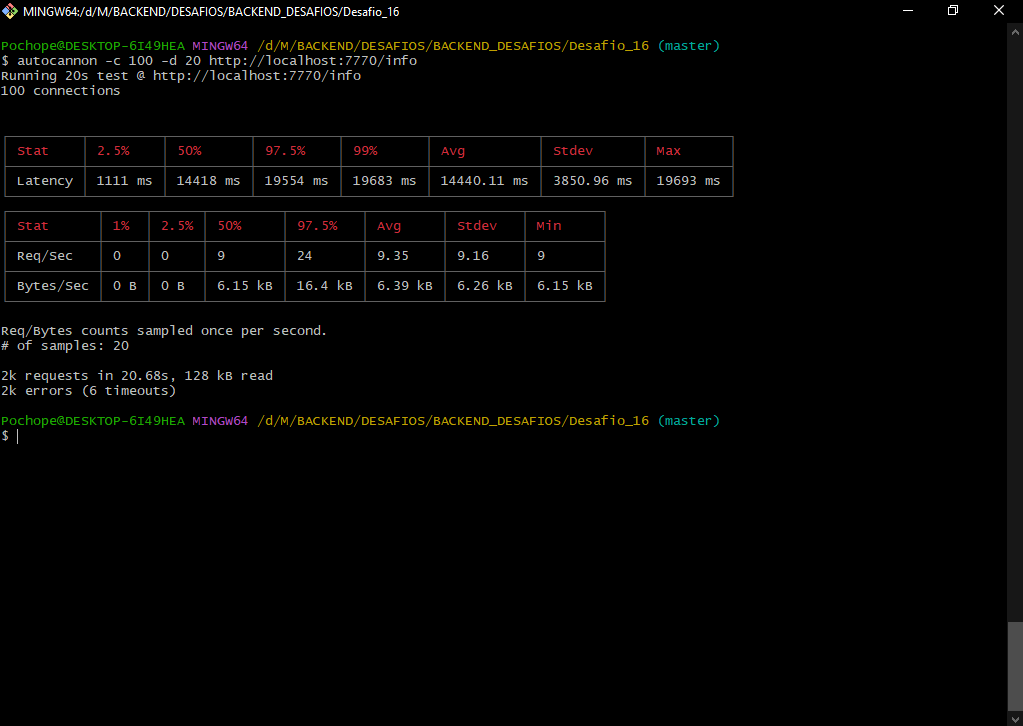 MINGW64:/d/M/BACKEND/DESAFIOS/BACKEND_DESAFIOS/Desafio_16
Pochope@DESKTOP-6I49HEA MINGW64 /d/M/BACKEND/DESAFIOS/BACKEND_DESAFIOS/Desafio_16 (master)
$ autocannon -c 100 -d 20 http://localhost:7770/info
Running 20s test @ http://localhost:7770/info
100 connections
Stat 2.5% 50% 97.5% 99% Avg Stdev Max
Latency 1111 ms 14418 ms 19554 ms 19683 ms 14440.11 ms 3850.96 ms 19693 ms
Stat 1% 2.5% 50% 97.5% Avg Stdev Min
Req/Sec 0 0 9 24 9.35 9.16 9
Bytes/Sec 0 B 0 B 6.15 kB 16.4 kB 6.39 kB 6.26 kB 6.15 kB
Req/Bytes counts sampled once per second.
# of samples: 20
2k requests in 20.68s, 128 kB read
2k errors (6 timeouts)
Pochope@DESKTOP-6I49HEA MINGW64 /d/M/BACKEND/DESAFIOS/BACKEND_DESAFIOS/Desafio_16 (master)
$